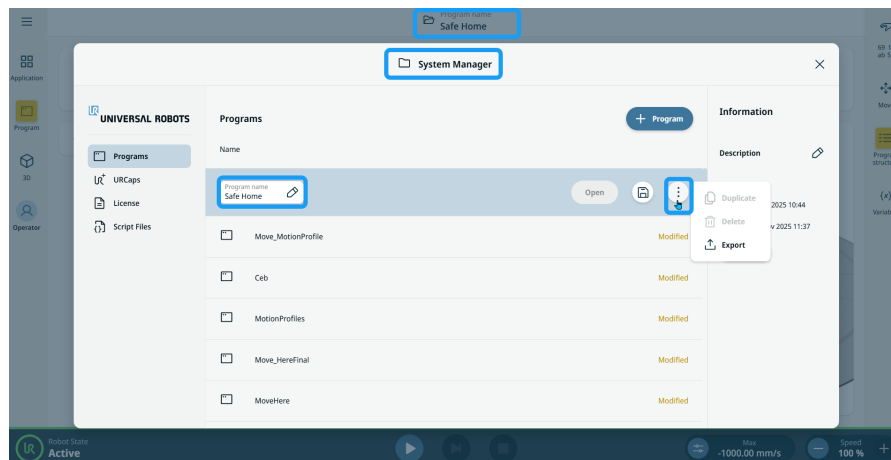 Program name
Safe Home
Application
Program
3D
Operator
System Manager
UNIVERSAL ROBOTS
Programs
URCaps
License
Script Files
Programs
+ Program
Name
Program name
Safe Home
Open
Move_MotionProfile
Modified
Ceb
Modified
MotionProfiles
Modified
Move_HereFinal
Modified
MoveHere
Modified
Information
Description
Duplicate
Delete
Export
2025 10:44
2025 11:37
Robot State
Active
Max
-1000.00 mm/s
Speed
100 %